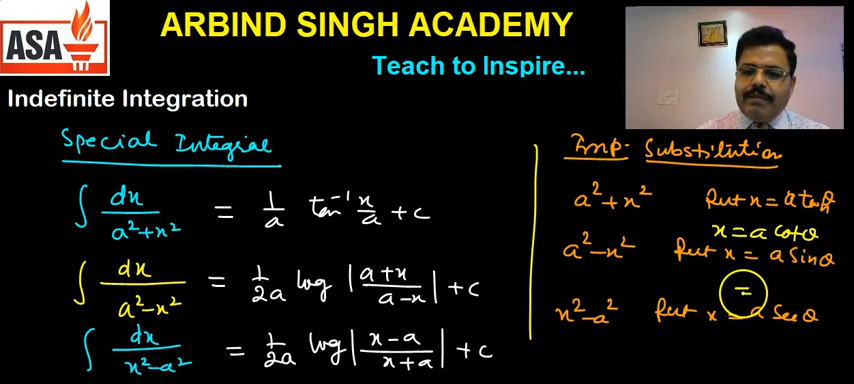 ARBIND SINGH ACADEMY
ASA
Teach to Inspire...
Indefinite Integration
Special Integral
∫ dx / (a² + x²) = 1/a tan⁻¹ x/a + c
∫ dx / (a² - x²) = 1/2a log |(a + x) / (a - x)| + c
∫ dx / (x² - a²) = 1/2a log |(x - a) / (x + a)| + c
Imp. Substitution
a² + x² Put x = a tanθ
x = a cotθ
a² - x² Put x = a sinθ
=
x² - a² Put x = a secθ